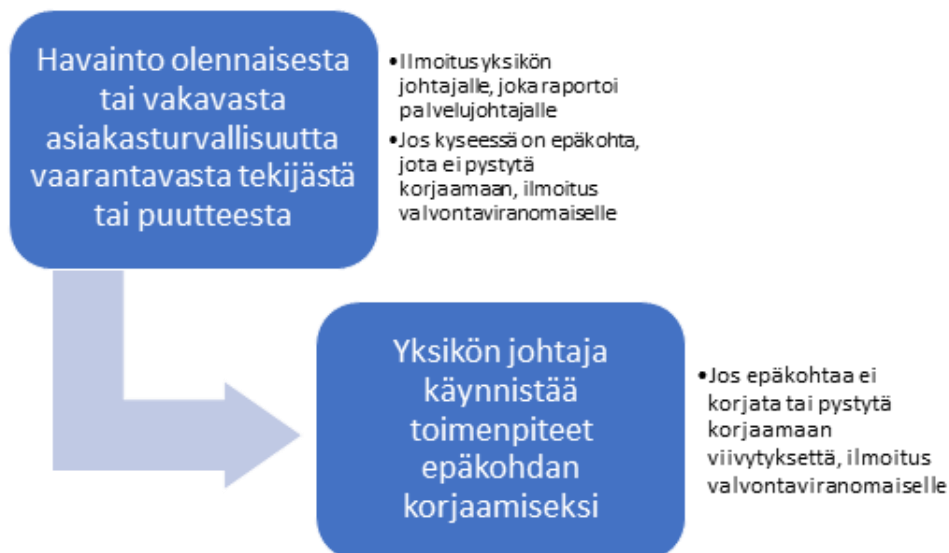 Havainto olennaisesta
tai vakavasta
asiakasturvallisuutta
vaarantavasta tekijästä
tai puutteesta
•Ilmoitus yksikön
johtajalle, joka raportoi
palvelujohtajalle
•Jos kyseessä on epäkohta,
jota ei pystytä
korjaamaan, ilmoitus
valvontaviranomaiselle
Yksikön johtaja
käynnistää
toimenpiteet
epäkohdan
korjaamiseksi
•Jos epäkohtaa ei
korjata tai pystytä
korjaamaan
viivytyksettä, ilmoitus
valvontaviranomaiselle